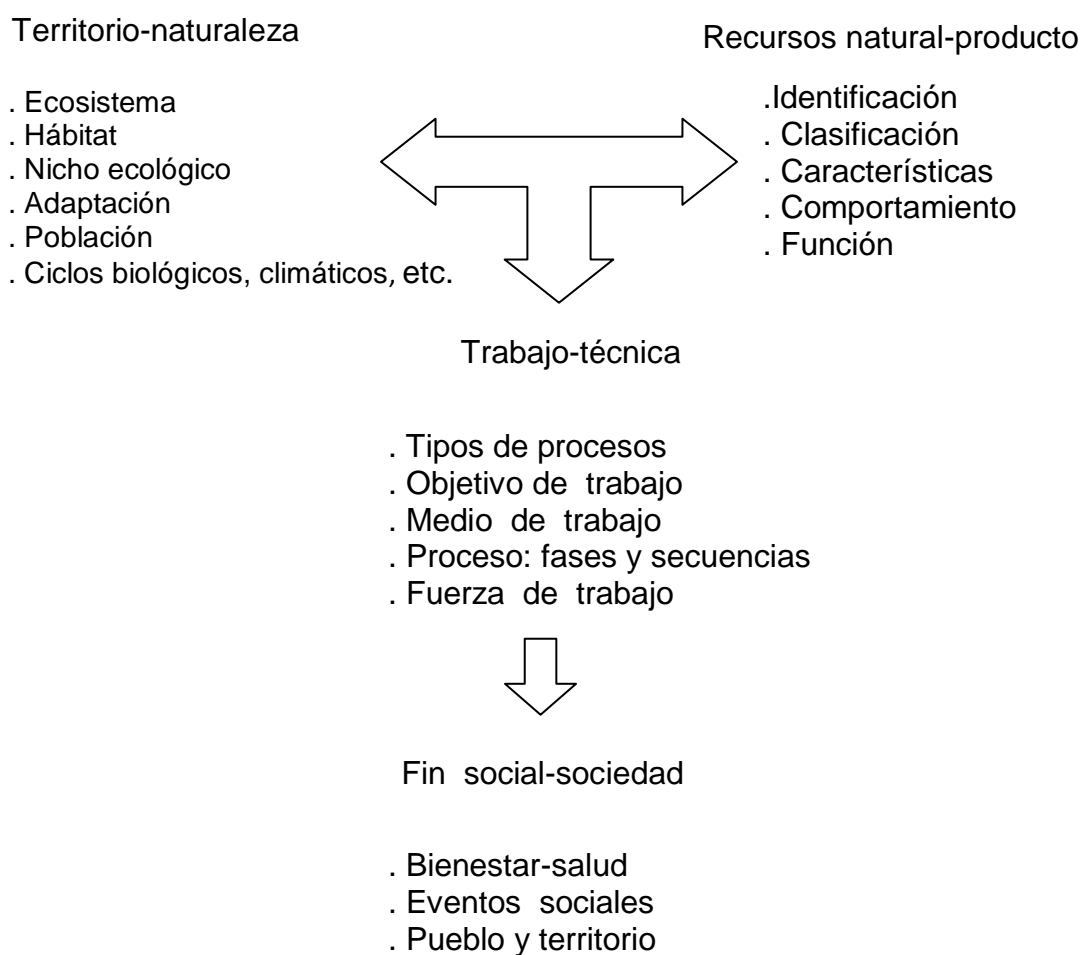 Territorio-naturaleza
. Ecosistema
. Hábitat
. Nicho ecológico
. Adaptación
. Población
. Ciclos biológicos, climáticos, etc.
Recursos natural-producto
.Identificación
. Clasificación
. Características
. Comportamiento
. Función
Trabajo-técnica
. Tipos de procesos
. Objetivo de trabajo
. Medio de trabajo
. Proceso: fases y secuencias
. Fuerza de trabajo
Fin social-sociedad
. Bienestar-salud
. Eventos sociales
. Pueblo y territorio